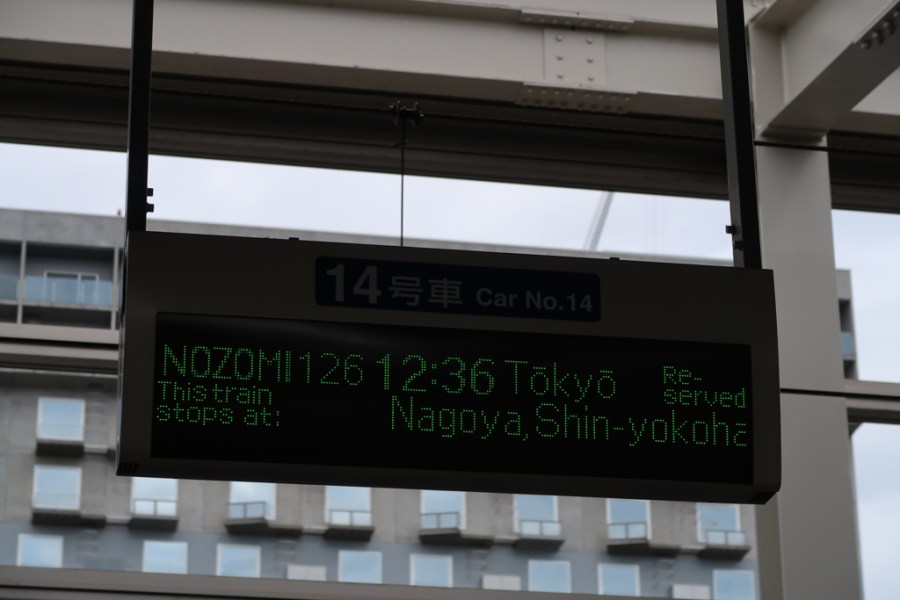 14号車 Car No.14
NOZOMI 126 12:36 Tōkyō Re-served
This train stops at: Nagoya, Shin-yokoha